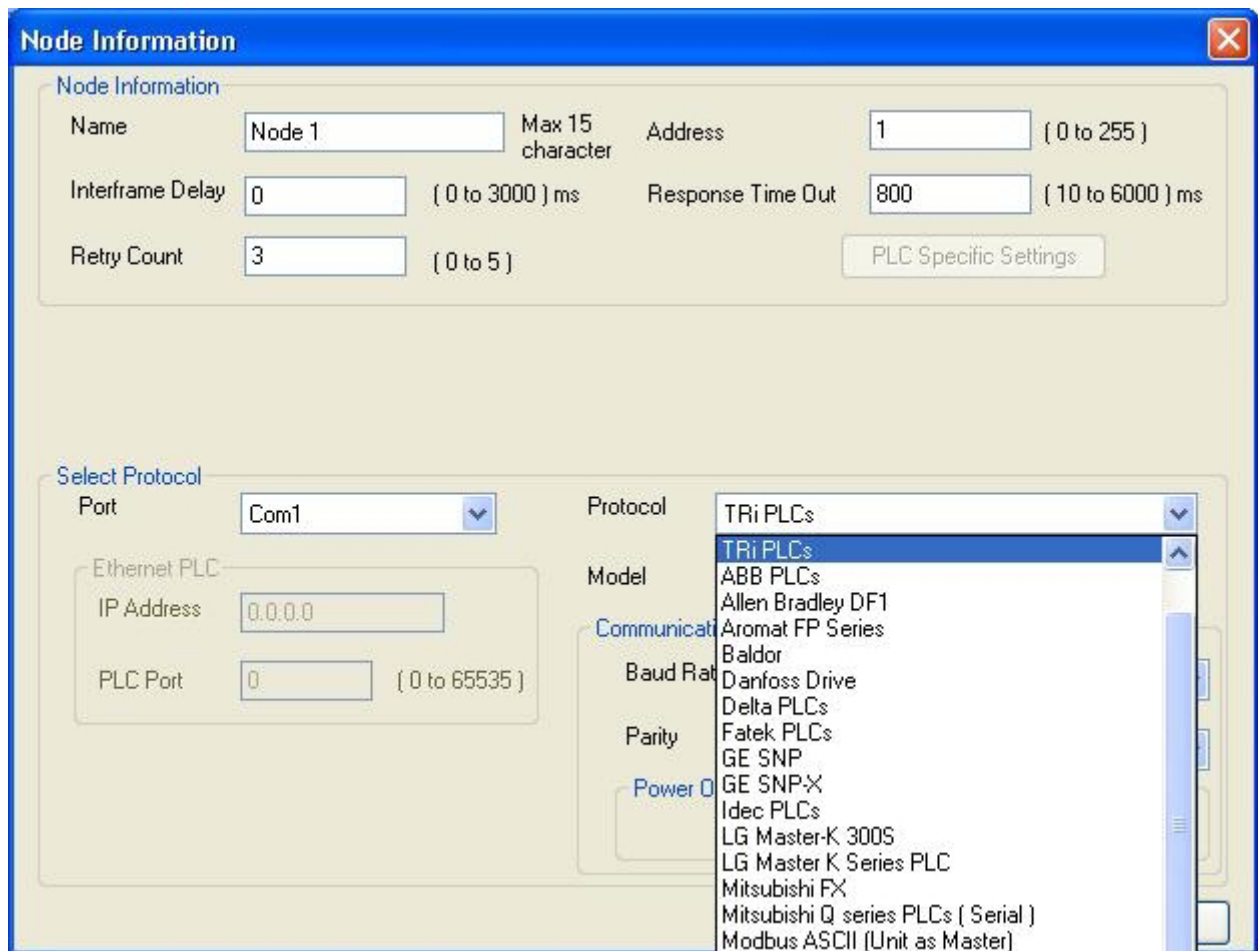 Node Information
Node Information
Name
Node 1
Max 15
character
Address
1
( 0 to 255 )
Interframe Delay
0
( 0 to 3000 ) ms
Response Time Out
800
( 10 to 6000 ) ms
Retry Count
3
( 0 to 5 )
PLC Specific Settings
Select Protocol
Port
Com1
Ethernet PLC
IP Address
0.0.0.0
PLC Port
0
( 0 to 65535 )
Protocol
TRi PLCs
Model
Communicati
Baud Rat
Parity
Power O
TRi PLCs
ABB PLCs
Allen Bradley DF1
Aromat FP Series
Baldor
Danfoss Drive
Delta PLCs
Fatek PLCs
GE SNP
GE SNP-X
Idec PLCs
LG Master-K 300S
LG Master K Series PLC
Mitsubishi FX
Mitsubishi Q series PLCs ( Serial )
Modbus ASCII (Unit as Master)